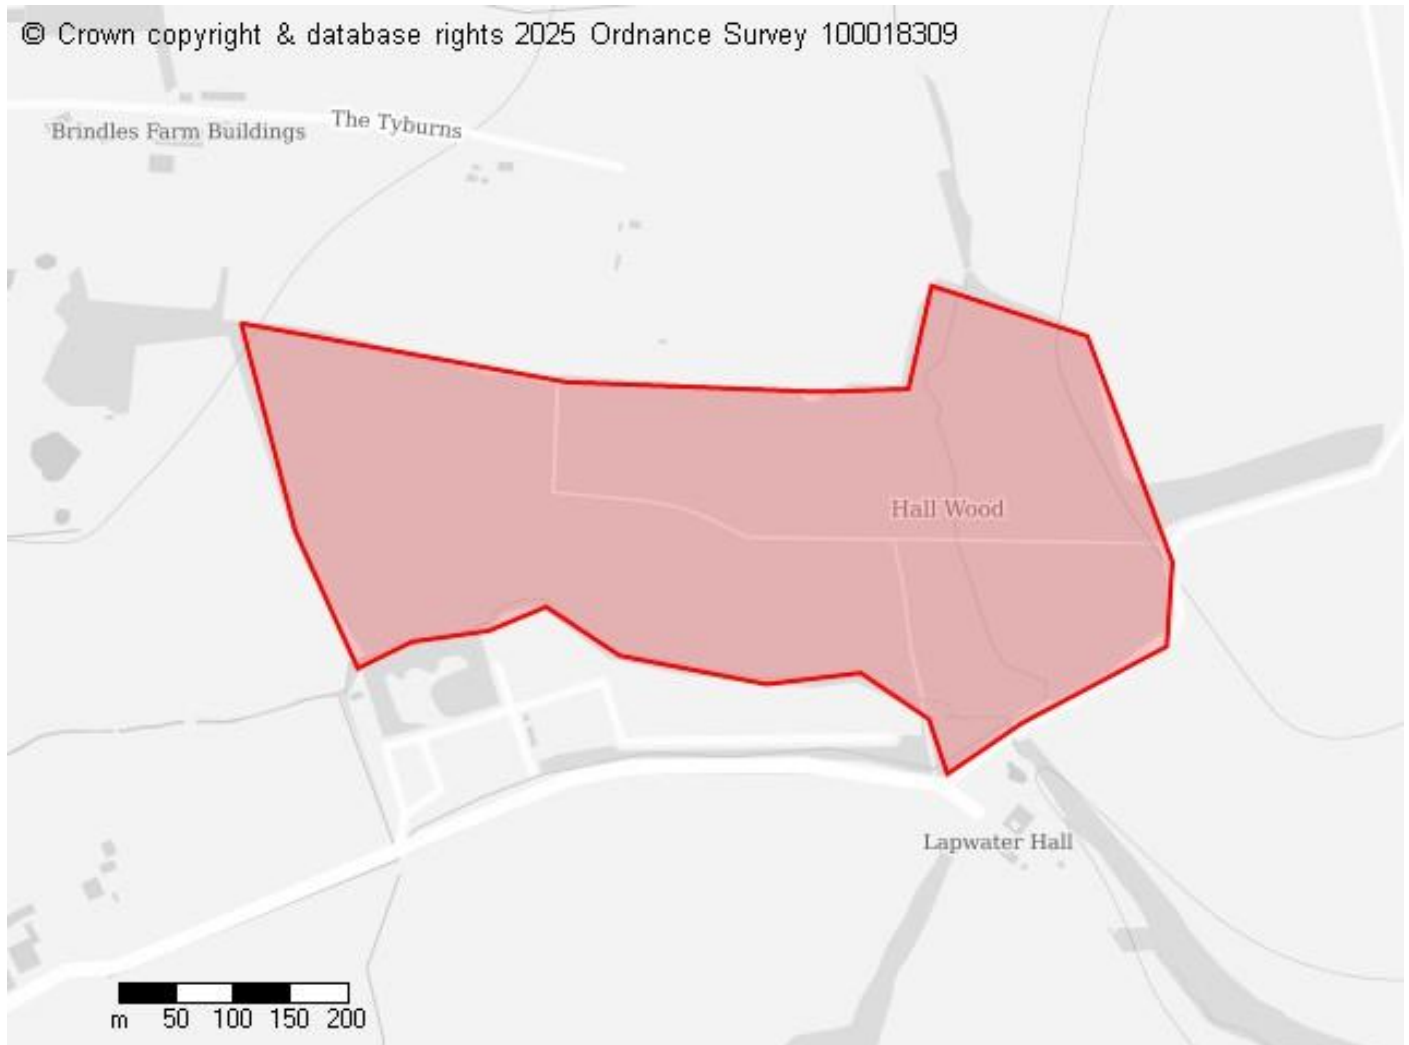 © Crown copyright & database rights 2025 Ordnance Survey 100018309
The Tyburns
Brindles Farm Buildings
Hall Wood
Lapwater Hall
m 50 100 150 200